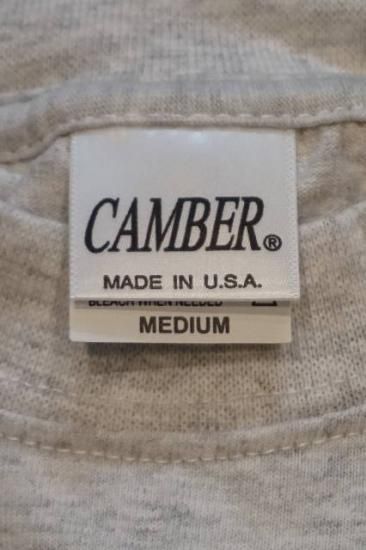 CAMBER®
MADE IN U.S.A.
BLEACH WHEN NEEDED
MEDIUM